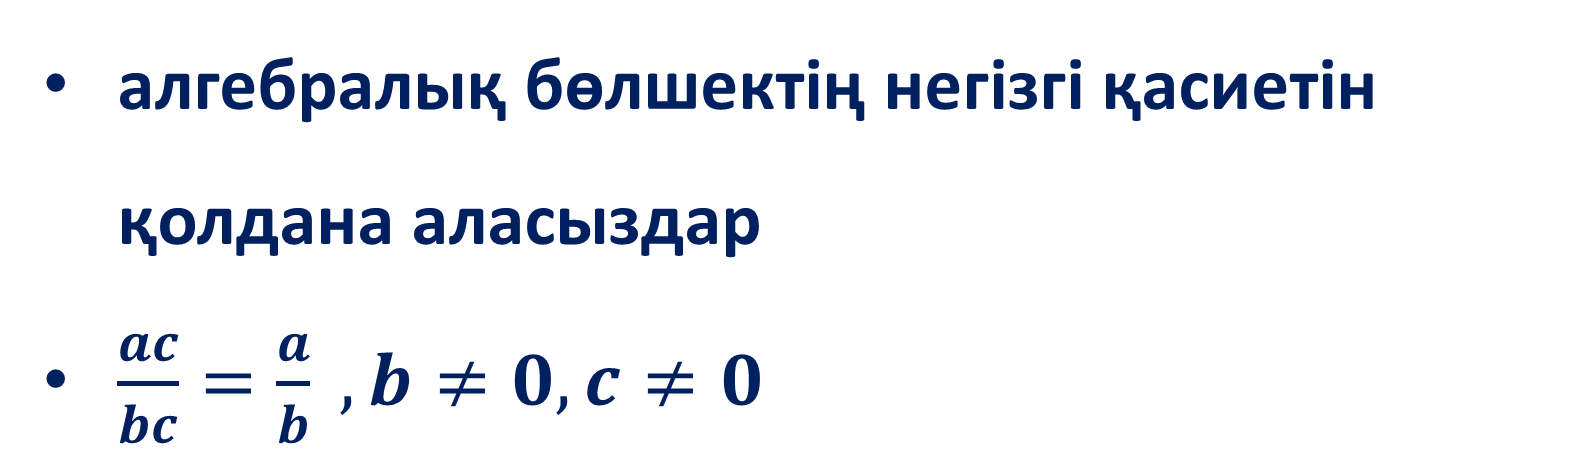 • алгебралық бөлшектің негізгі қасиетін
қолдана аласыздар
• ac/bc = a/b , b ≠ 0, c ≠ 0